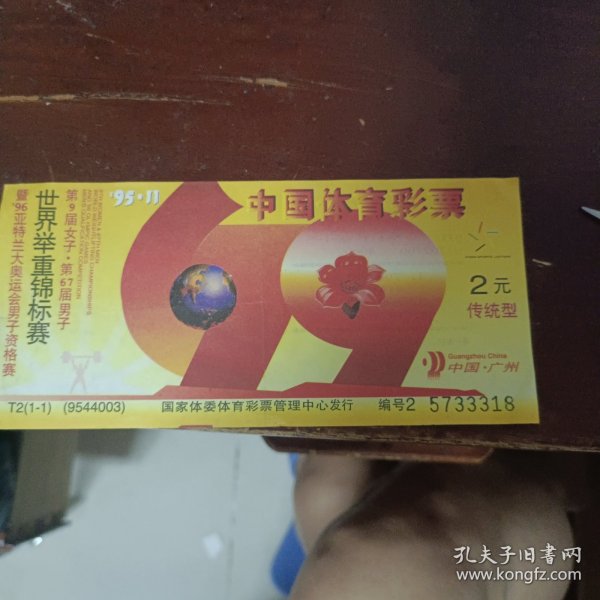 '95·11
中国体育彩票
暨'96亚特兰大奥运会男子资格赛
世界举重锦标赛
第9届女子·第67届男子
2元
传统型
Guangzhou China
中国·广州
T2(1-1) (9544003) 国家体委体育彩票管理中心发行 编号2 5733318
孔夫子旧书网
www.kongfz.com